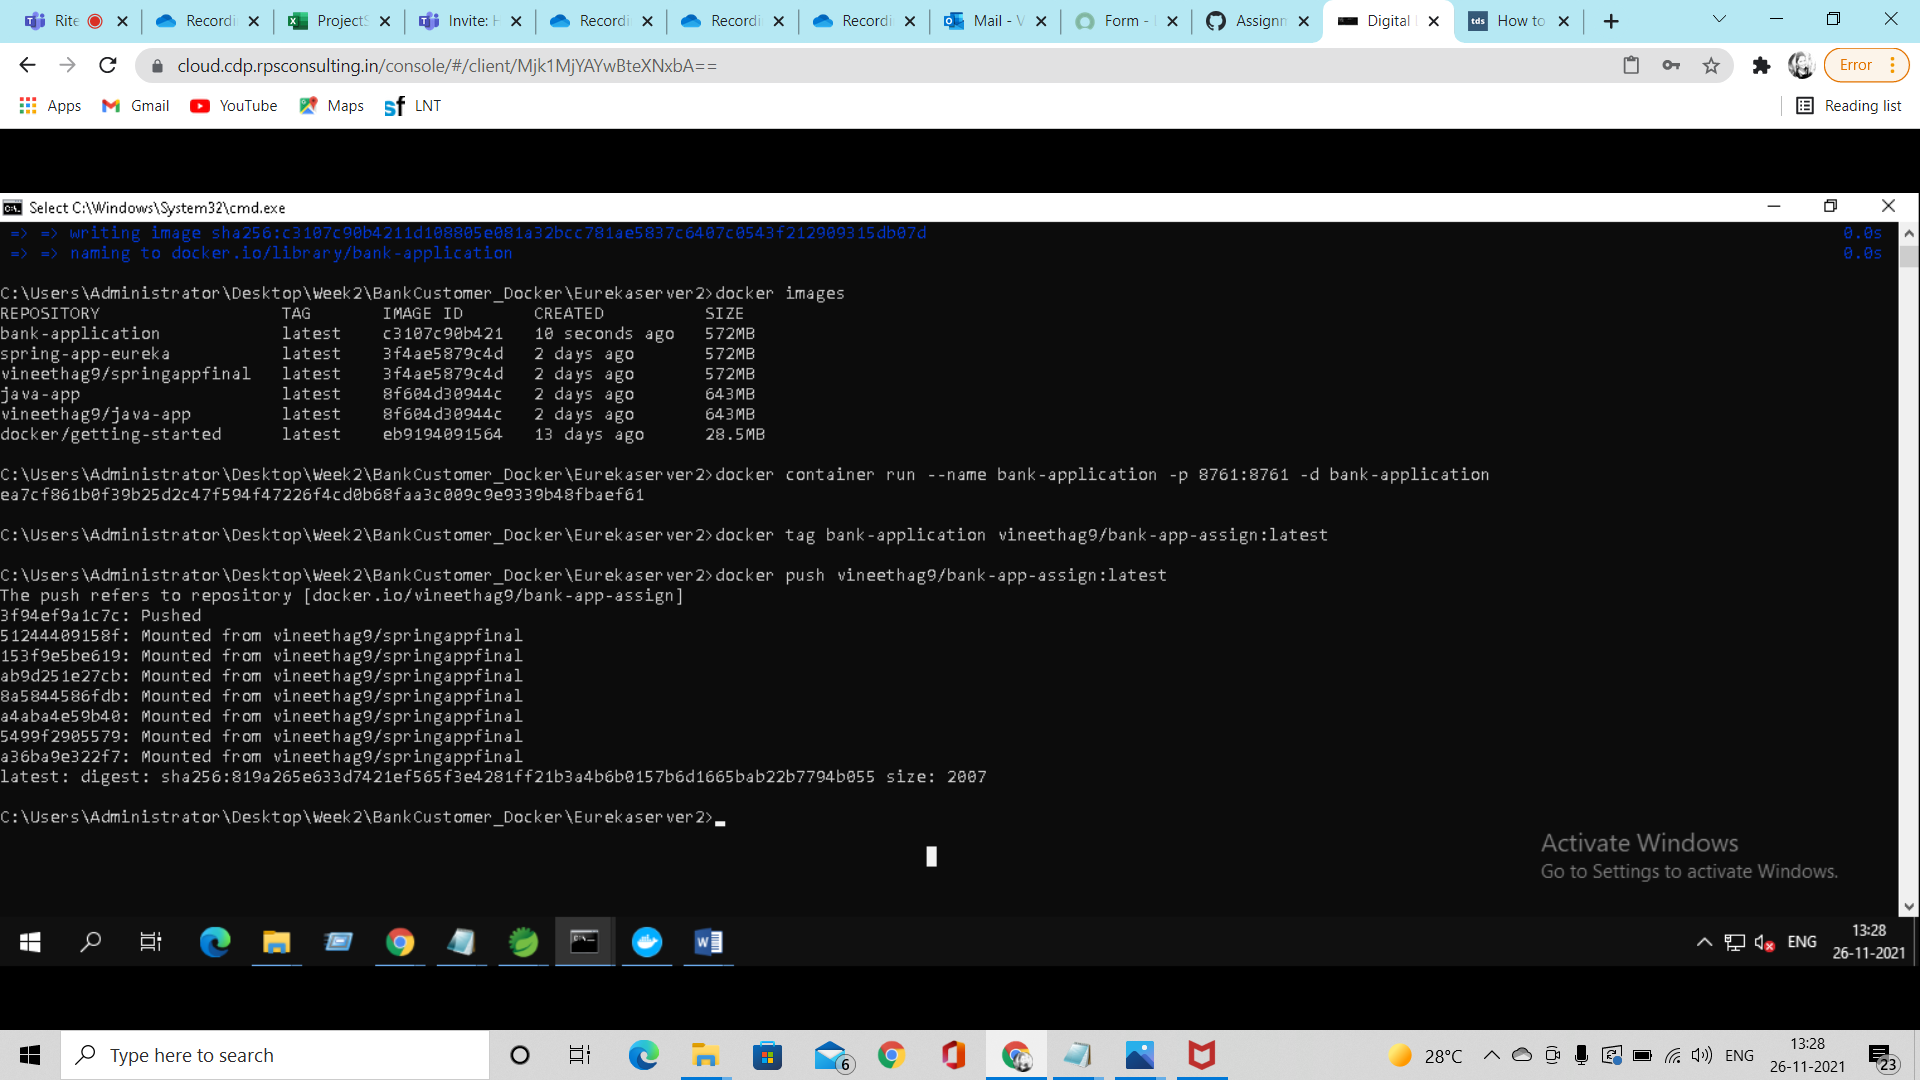 Rite
Recordi
ProjectS
Invite: H
Recordi
Recordi
Recordi
Mail - V
Form -
Assignm
Digital
tds
How to
cloud.cdp.rpsconsulting.in/console/#/client/Mjk1MjYAYwBteXNxbA==
Error
Apps
Gmail
YouTube
Maps
sf LNT
Reading list
Select C:\Windows\System32\cmd.exe
=> => writing image sha256:c3107c90b4211d108805e081a32bcc781ae5837c6407c0543f212909315db07d 0.0s
=> => naming to docker.io/library/bank-application 0.0s
C:\Users\Administrator\Desktop\Week2\BankCustomer_Docker\Eurekaserver2>docker images
REPOSITORY TAG IMAGE ID CREATED SIZE
bank-application latest c3107c90b421 10 seconds ago 572MB
spring-app-eureka latest 3f4ae5879c4d 2 days ago 572MB
vineethag9/springappfinal latest 3f4ae5879c4d 2 days ago 572MB
java-app latest 8f604d30944c 2 days ago 643MB
vineethag9/java-app latest 8f604d30944c 2 days ago 643MB
docker/getting-started latest eb9194091564 13 days ago 28.5MB
C:\Users\Administrator\Desktop\Week2\BankCustomer_Docker\Eurekaserver2>docker container run --name bank-application -p 8761:8761 -d bank-application
ea7cf861b0f39b25d2c47f594f47226f4cd0b68faa3c009c9e9339b48fbaef61
C:\Users\Administrator\Desktop\Week2\BankCustomer_Docker\Eurekaserver2>docker tag bank-application vineethag9/bank-app-assign:latest
C:\Users\Administrator\Desktop\Week2\BankCustomer_Docker\Eurekaserver2>docker push vineethag9/bank-app-assign:latest
The push refers to repository [docker.io/vineethag9/bank-app-assign]
3f94ef9a1c7c: Pushed
51244409158f: Mounted from vineethag9/springappfinal
153f9e5be619: Mounted from vineethag9/springappfinal
ab9d251e27cb: Mounted from vineethag9/springappfinal
8a5844586fdb: Mounted from vineethag9/springappfinal
a4aba4e59b40: Mounted from vineethag9/springappfinal
5499f2905579: Mounted from vineethag9/springappfinal
a36ba9e322f7: Mounted from vineethag9/springappfinal
latest: digest: sha256:819a265e633d7421ef565f3e4281ff21b3a4b6b0157b6d1665bab22b7794b055 size: 2007
C:\Users\Administrator\Desktop\Week2\BankCustomer_Docker\Eurekaserver2>
Activate Windows
Go to Settings to activate Windows.
ENG
13:28
26-11-2021
Type here to search
6
28°C
ENG
13:28
26-11-2021
23